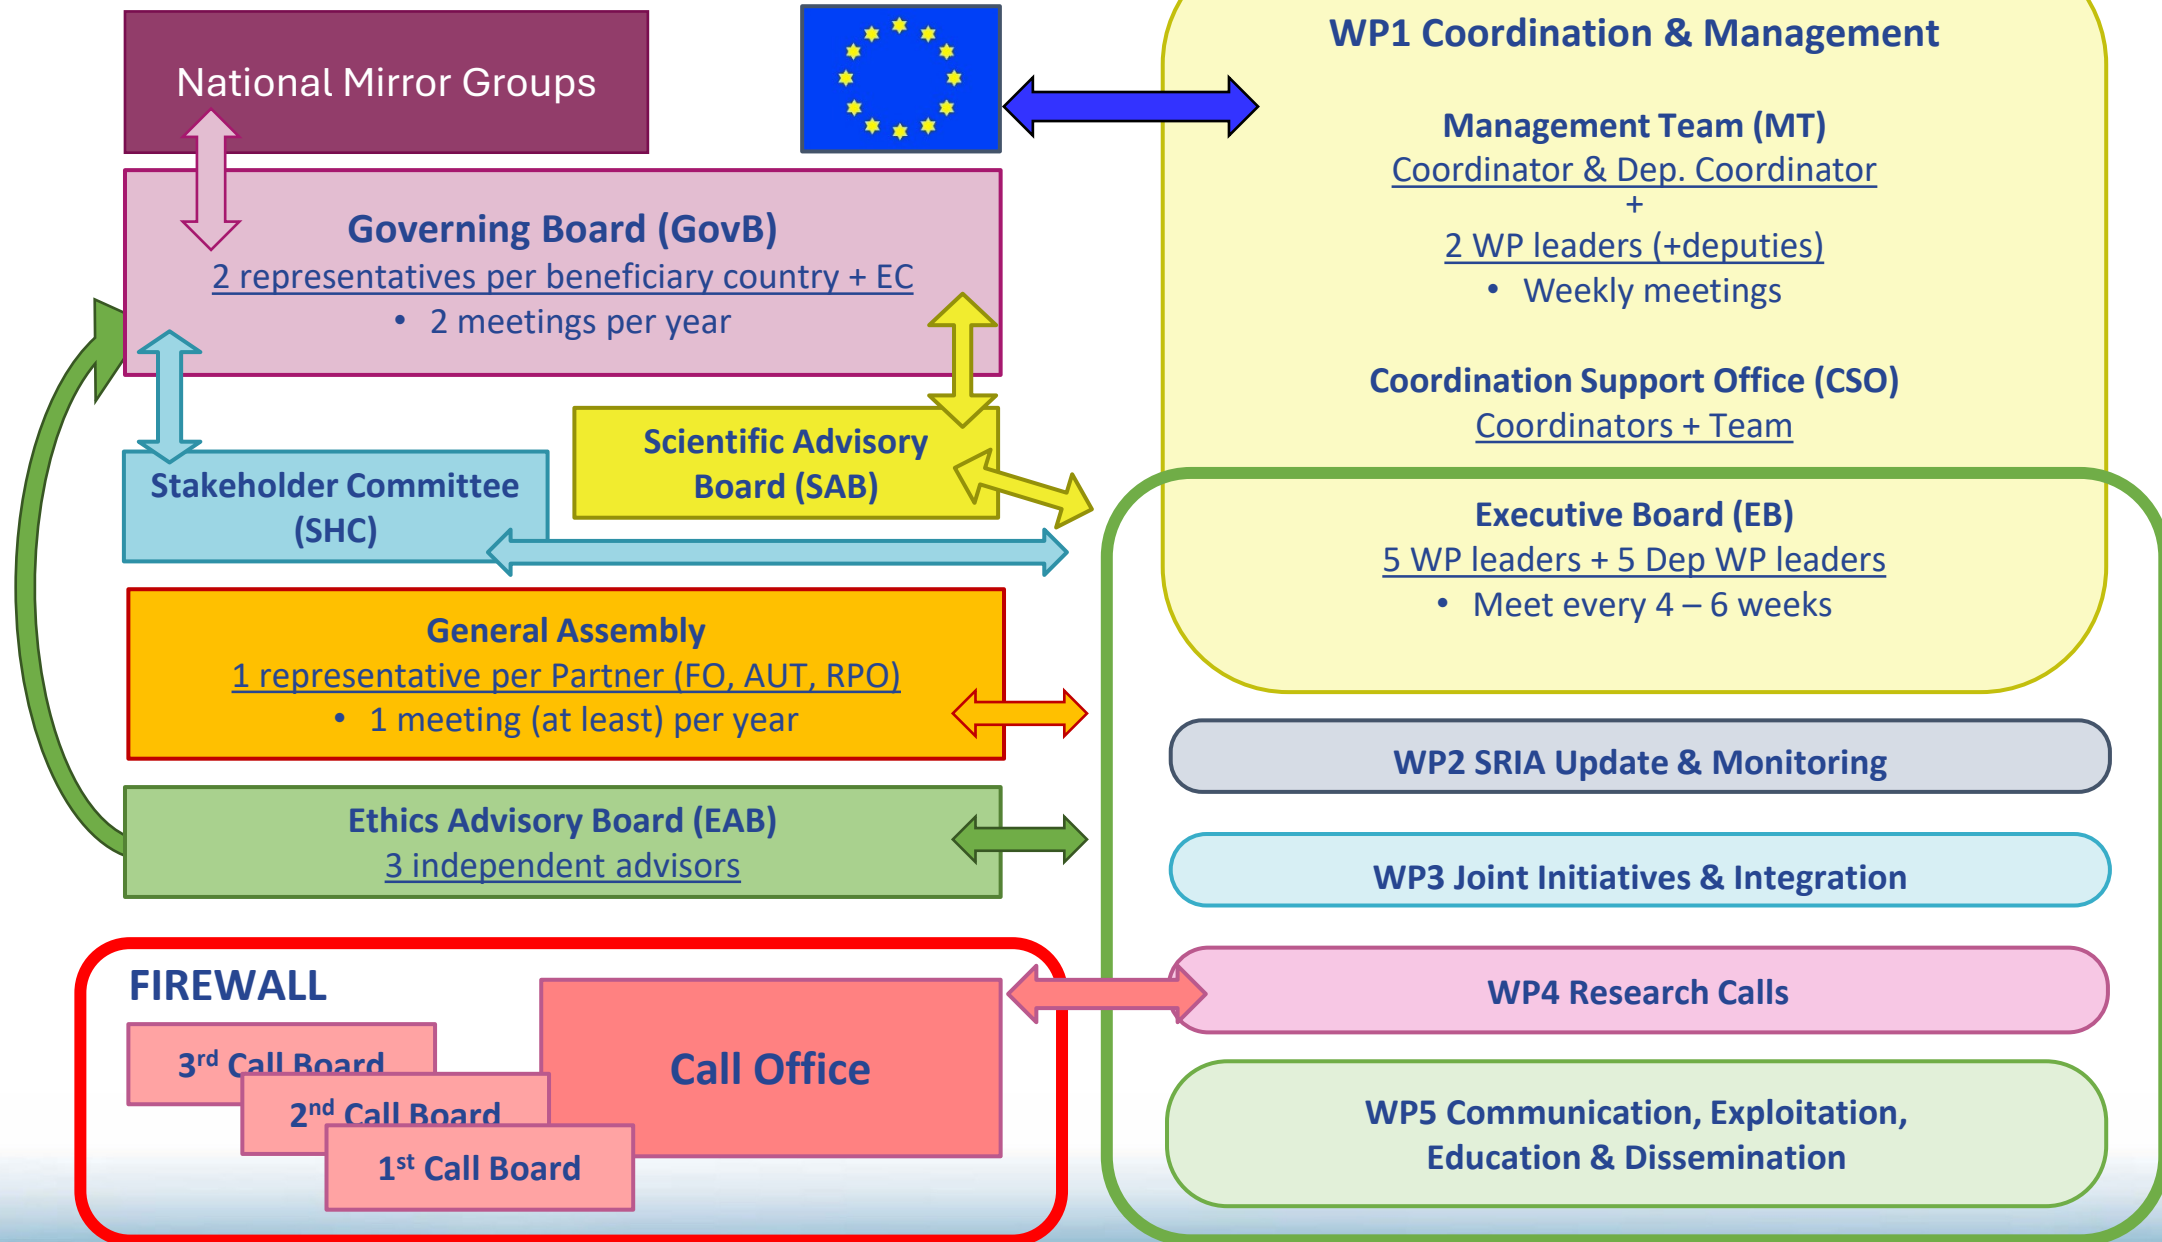 National Mirror Groups
Governing Board (GovB)
2 representatives per beneficiary country + EC
• 2 meetings per year
Scientific Advisory
Board (SAB)
Stakeholder Committee
(SHC)
General Assembly
1 representative per Partner (FO, AUT, RPO)
• 1 meeting (at least) per year
Ethics Advisory Board (EAB)
3 independent advisors
FIREWALL
3rd Call Board
2nd Call Board
1st Call Board
Call Office
WP1 Coordination & Management
Management Team (MT)
Coordinator & Dep. Coordinator
+
2 WP leaders (+deputies)
• Weekly meetings
Coordination Support Office (CSO)
Coordinators + Team
Executive Board (EB)
5 WP leaders + 5 Dep WP leaders
• Meet every 4 – 6 weeks
WP2 SRIA Update & Monitoring
WP3 Joint Initiatives & Integration
WP4 Research Calls
WP5 Communication, Exploitation,
Education & Dissemination